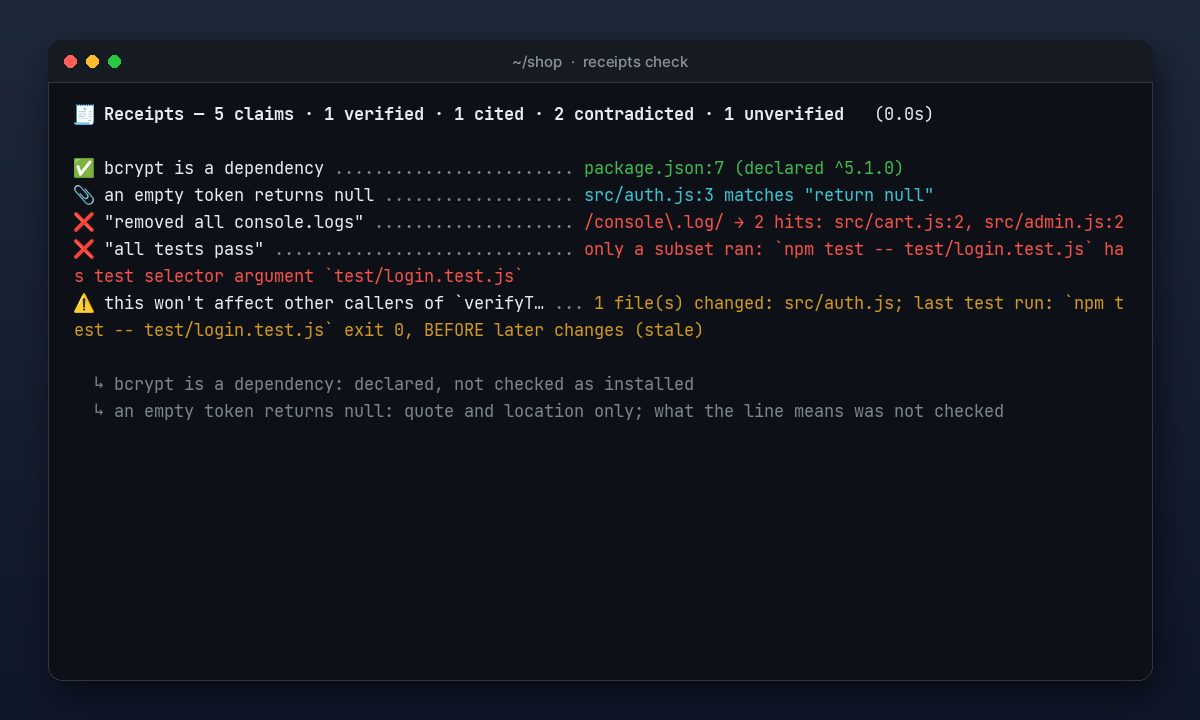 ~/shop · receipts check
🧾 Receipts — 5 claims · 1 verified · 1 cited · 2 contradicted · 1 unverified (0.0s)
✅ bcrypt is a dependency ........................ package.json:7 (declared ^5.1.0)
📎 an empty token returns null ................... src/auth.js:3 matches "return null"
❌ "removed all console.logs" .................... /console\.log/ → 2 hits: src/cart.js:2, src/admin.js:2
❌ "all tests pass" .............................. only a subset ran: `npm test -- test/login.test.js` ha
s test selector argument `test/login.test.js`
⚠️ this won't affect other callers of `verifyT… ... 1 file(s) changed: src/auth.js; last test run: `npm t
est -- test/login.test.js` exit 0, BEFORE later changes (stale)
↳ bcrypt is a dependency: declared, not checked as installed
↳ an empty token returns null: quote and location only; what the line means was not checked